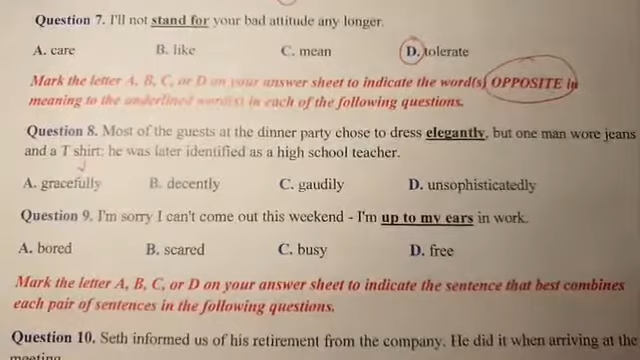 Question 7. I'll not stand for your bad attitude any longer.
A. care B. like C. mean D. tolerate
Mark the letter A, B, C, or D on your answer sheet to indicate the word(s) OPPOSITE in
meaning to the underlined word(s) in each of the following questions.
Question 8. Most of the guests at the dinner party chose to dress elegantly, but one man wore jeans
and a T shirt; he was later identified as a high school teacher.
A. gracefully B. decently C. gaudily D. unsophisticatedly
Question 9. I'm sorry I can't come out this weekend - I'm up to my ears in work.
A. bored B. scared C. busy D. free
Mark the letter A, B, C, or D on your answer sheet to indicate the sentence that best combines
each pair of sentences in the following questions.
Question 10. Seth informed us of his retirement from the company. He did it when arriving at the
meeting.